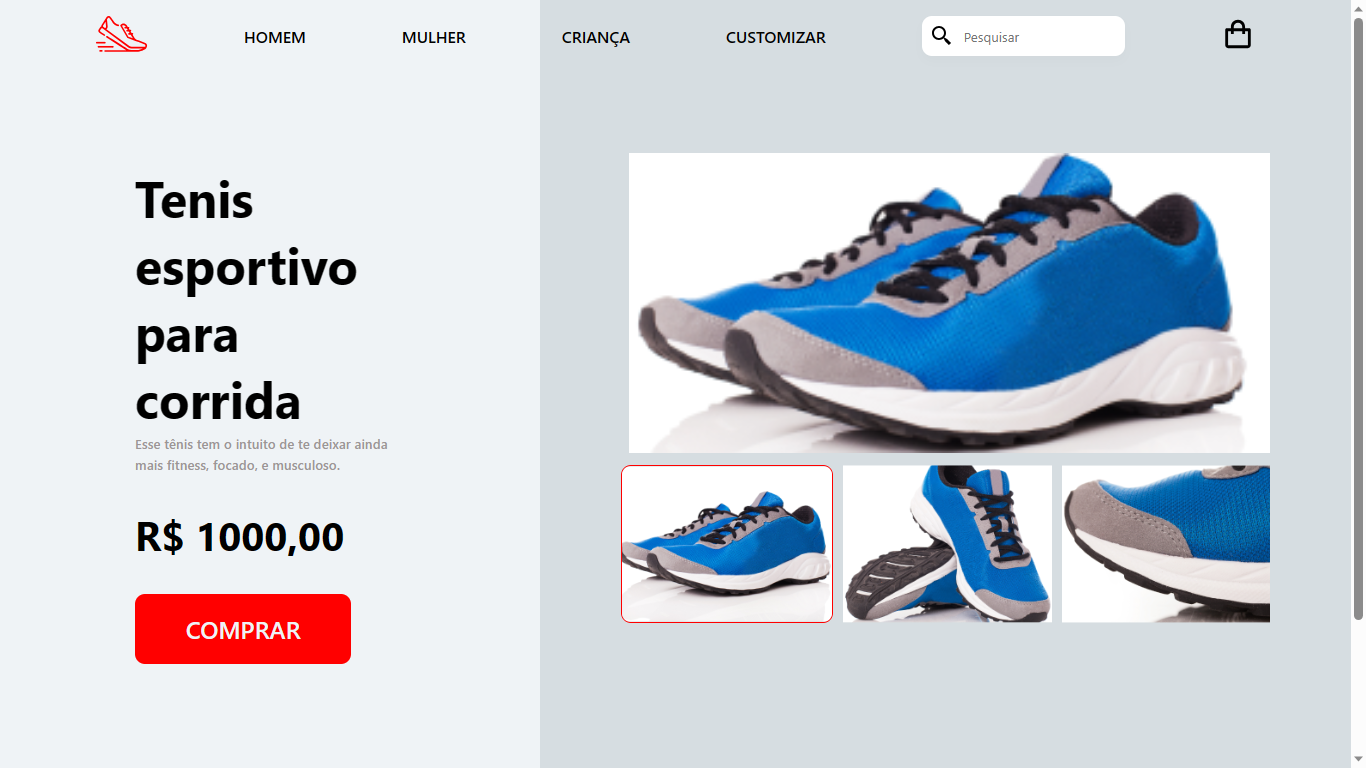 HOMEM
MULHER
CRIANÇA
CUSTOMIZAR
Pesquisar
Tenis
esportivo
para
corrida
Esse tênis tem o intuito de te deixar ainda
mais fitness, focado, e musculoso.
R$ 1000,00
COMPRAR